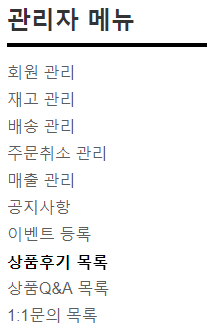 관리자 메뉴
회원 관리
재고 관리
배송 관리
주문취소 관리
매출 관리
공지사항
이벤트 등록
상품후기 목록
상품Q&A 목록
1:1문의 목록